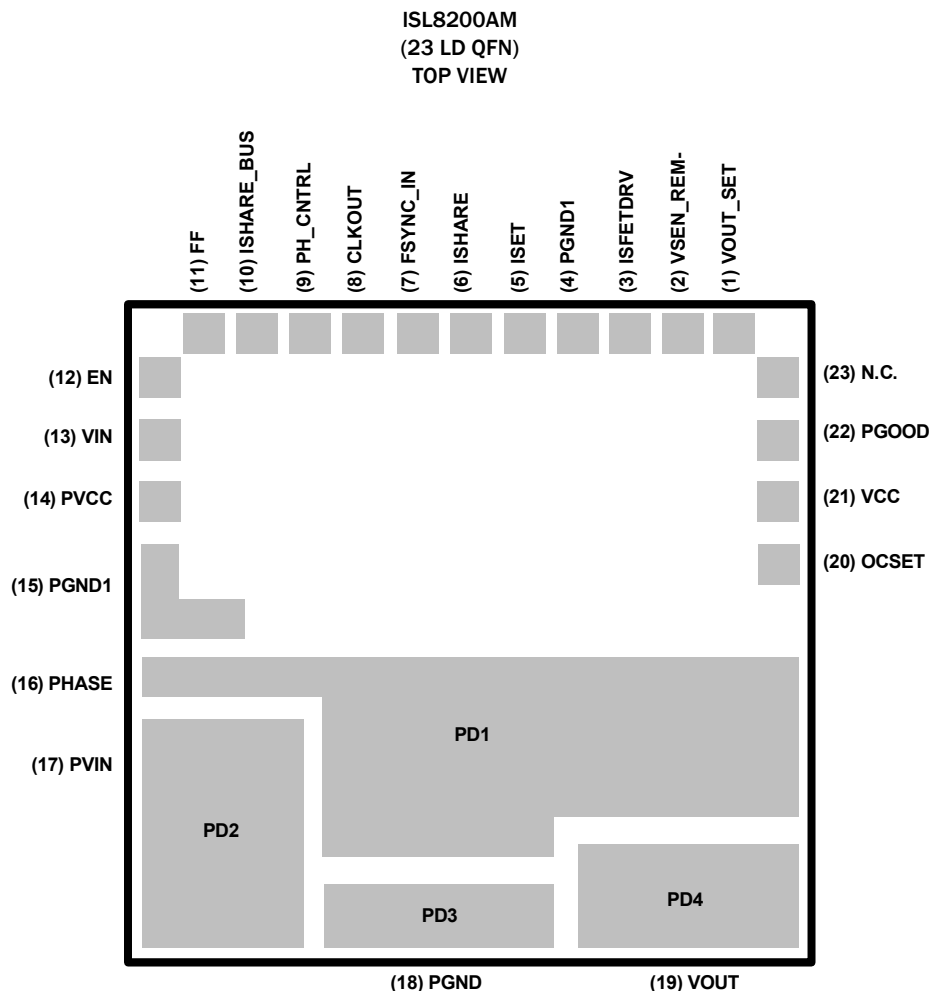 ISL8200AM
(23 LD QFN)
TOP VIEW
(11) FF
(10) ISHARE_BUS
(9) PH_CNTRL
(8) CLKOUT
(7) FSYNC_IN
(6) ISHARE
(5) ISET
(4) PGND1
(3) ISFETDRV
(2) VSEN_REM-
(1) VOUT_SET
(12) EN
(23) N.C.
(13) VIN
(22) PGOOD
(14) PVCC
(21) VCC
(15) PGND1
(20) OCSET
(16) PHASE
PD1
(17) PVIN
PD2
PD3
PD4
(18) PGND
(19) VOUT